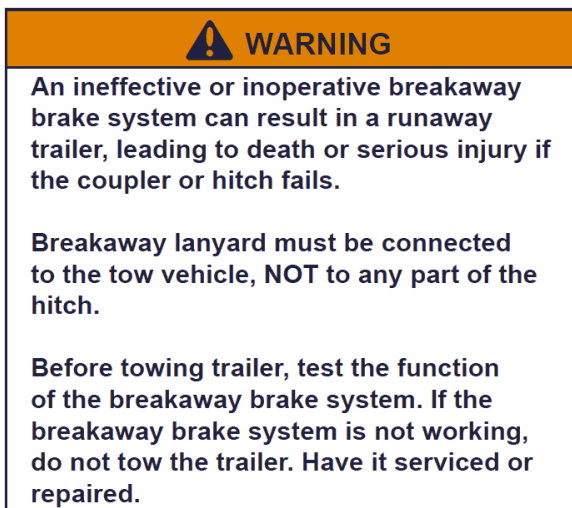 WARNING
An ineffective or inoperative breakaway
brake system can result in a runaway
trailer, leading to death or serious injury if
the coupler or hitch fails.
Breakaway lanyard must be connected
to the tow vehicle, NOT to any part of the
hitch.
Before towing trailer, test the function
of the breakaway brake system. If the
breakaway brake system is not working,
do not tow the trailer. Have it serviced or
repaired.